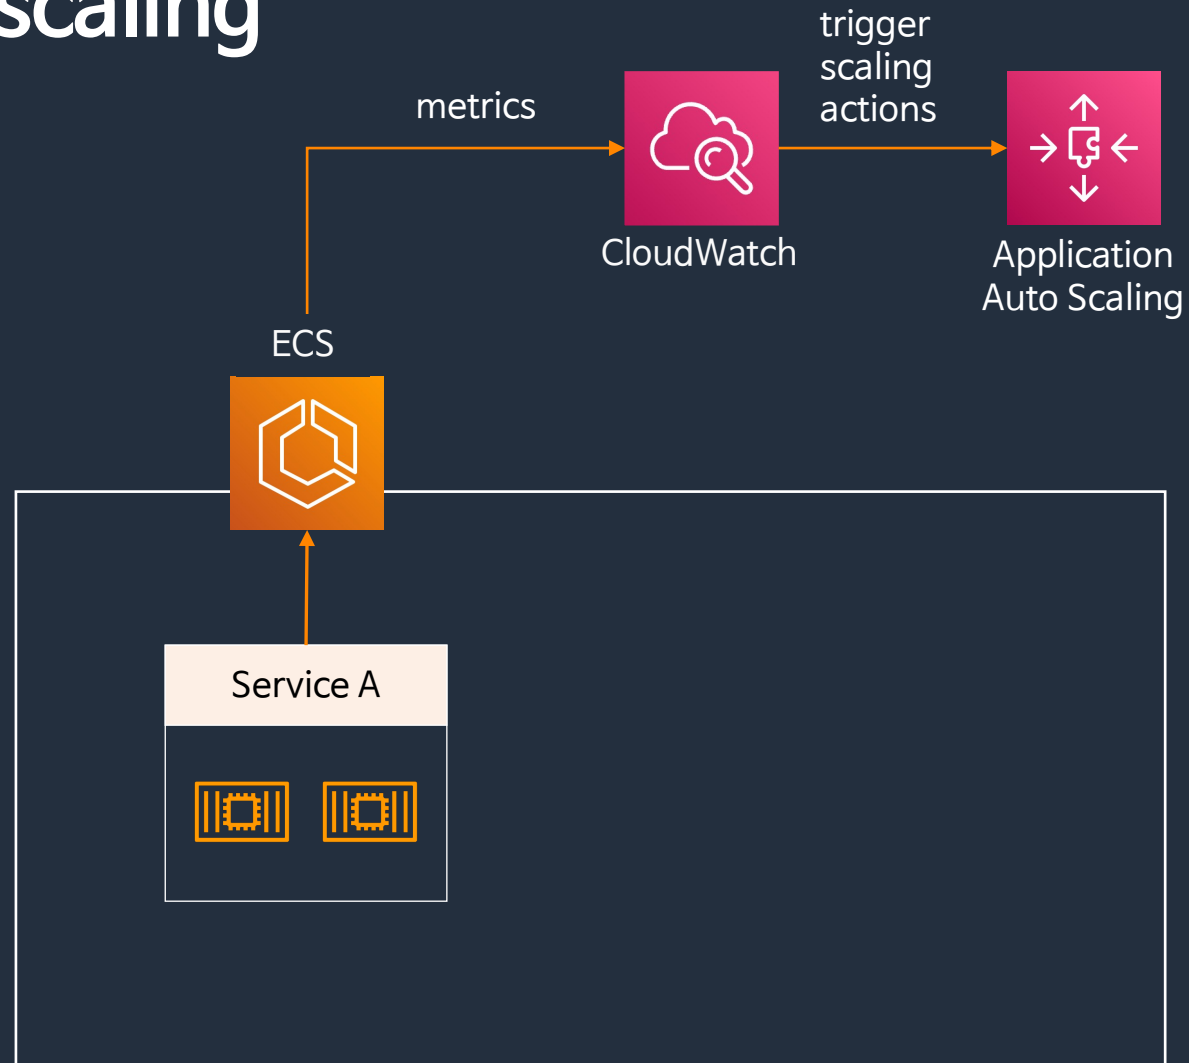 scaling
trigger
scaling
actions
metrics
CloudWatch
Application
Auto Scaling
ECS
Service A